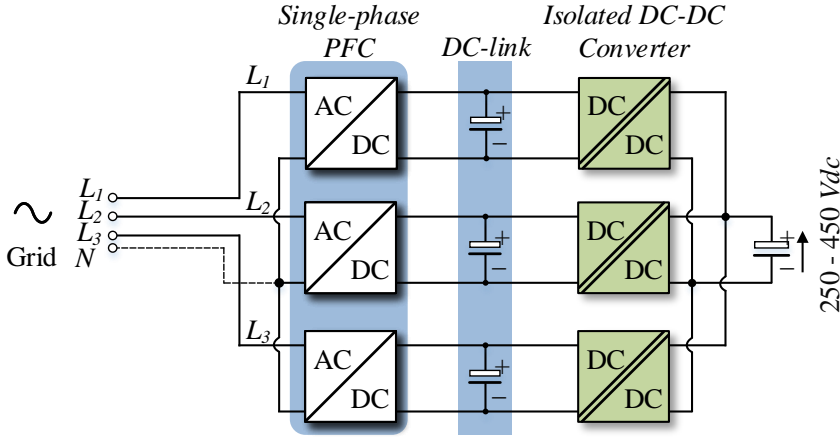 Single-phase
PFC
DC-link
Isolated DC-DC
Converter
L1
AC
DC
+
−
DC
DC
L1
L2
L3
N
Grid
L2
AC
DC
+
−
DC
DC
+
−
250 - 450 Vdc
L3
AC
DC
+
−
DC
DC